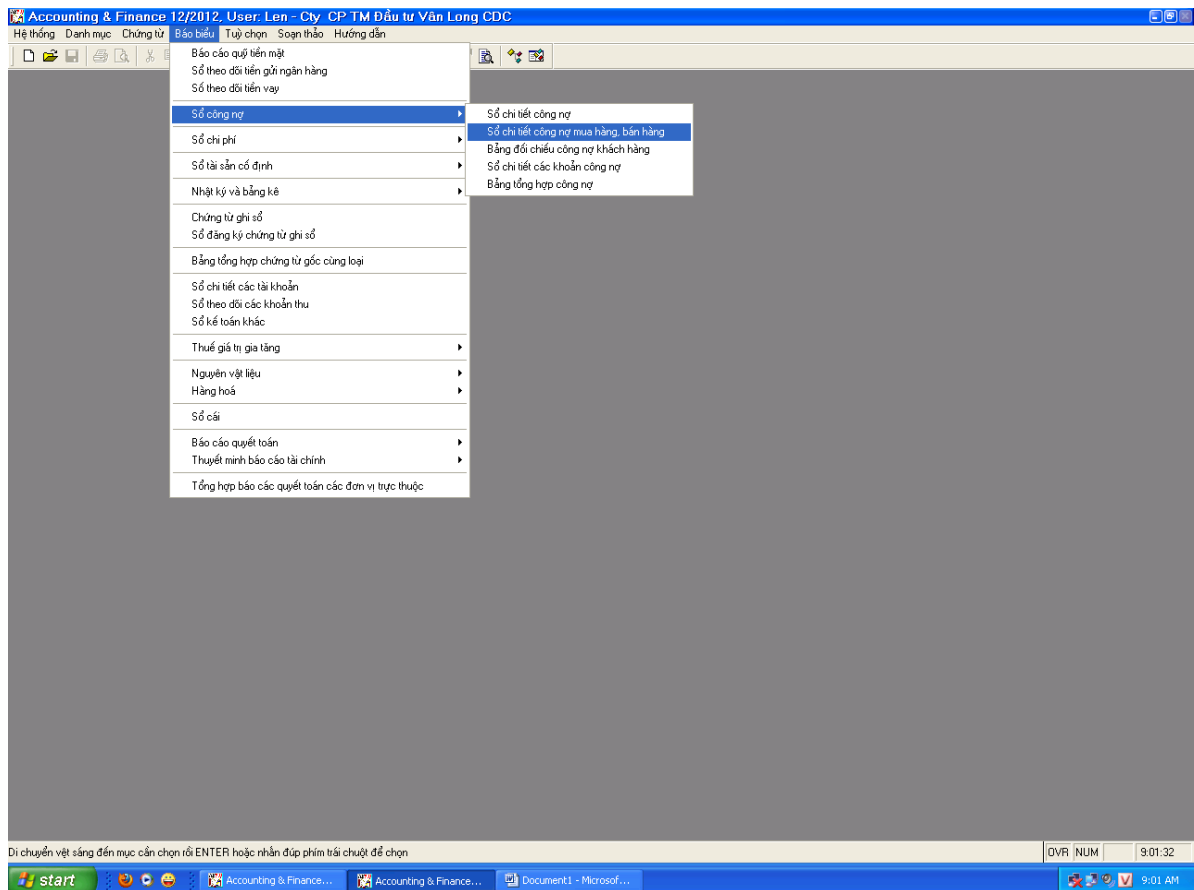 Accounting & Finance 12/2012, User: Len - Cty CP TM Đầu tư Vân Long CDC
Hệ thống Danh mục Chứng từ Báo biểu Tuỳ chọn Soạn thảo Hướng dẫn
Báo cáo quỹ tiền mặt
Sổ theo dõi tiền gửi ngân hàng
Số theo dõi tiền vay
Sổ công nợ
Sổ chi tiết công nợ
Sổ chi tiết công nợ mua hàng, bán hàng
Bảng đối chiếu công nợ khách hàng
Sổ chi tiết các khoản công nợ
Bảng tổng hợp công nợ
Sổ chi phí
Sổ tài sản cố định
Nhật ký và bảng kê
Chứng từ ghi sổ
Sổ đăng ký chứng từ ghi sổ
Bảng tổng hợp chứng từ gốc cùng loại
Sổ chi tiết các tài khoản
Sổ theo dõi các khoản thu
Sổ kế toán khác
Thuế giá trị gia tăng
Nguyên vật liệu
Hàng hoá
Sổ cái
Báo cáo quyết toán
Thuyết minh báo cáo tài chính
Tổng hợp báo các quyết toán các đơn vị trực thuộc
Di chuyển vệt sáng đến mục cần chọn rồi ENTER hoặc nhấn đúp phím trái chuột để chọn
OVR NUM 9:01:32
start Accounting & Finance... Accounting & Finance... Document1 - Microsof... V 9:01 AM